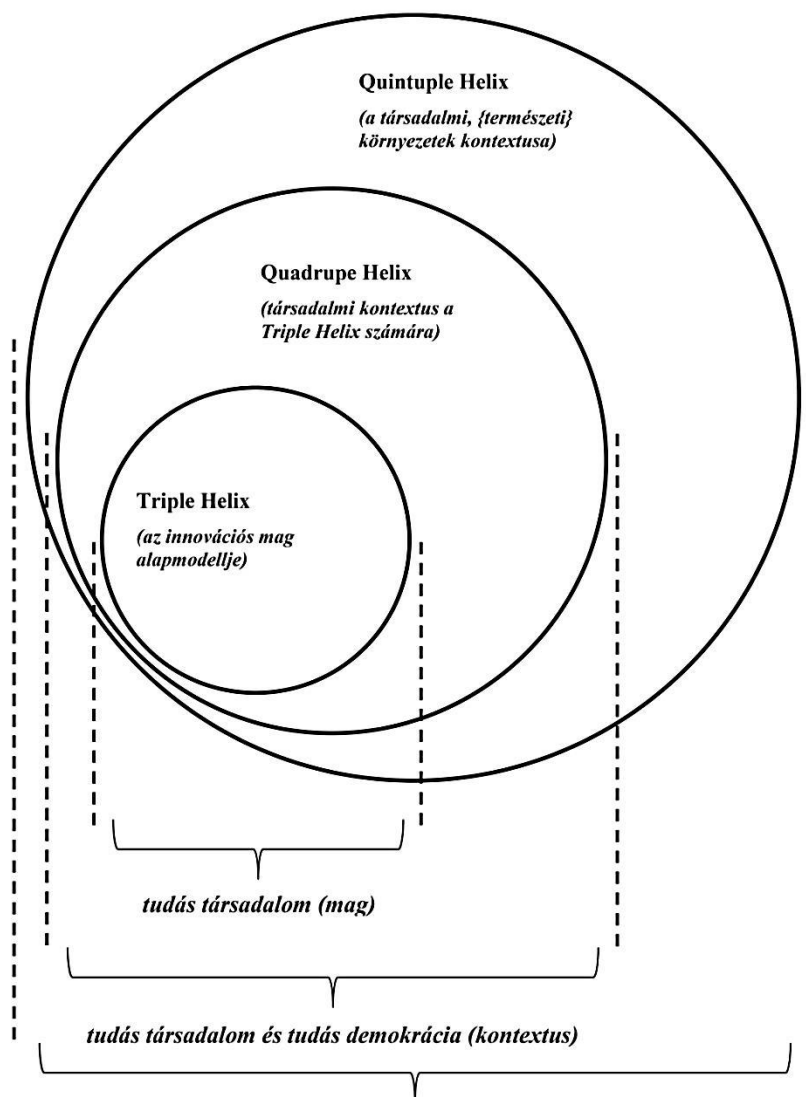 Quintuple Helix
(a társadalmi, {természeti}
környezetek kontextusa)
Quadrupe Helix
(társadalmi kontextus a
Triple Helix számára)
Triple Helix
(az innovációs mag
alapmodellje)
tudás társadalom (mag)
tudás társadalom és tudás demokrácia (kontextus)